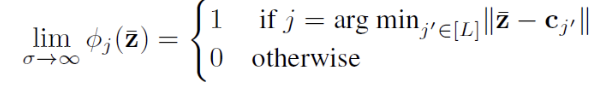 lim_{σ→∞} ϕ_j(z̄) = { 1 if j = arg min_{j′∈[L]} ‖z̄ − c_{j′}‖
0 otherwise